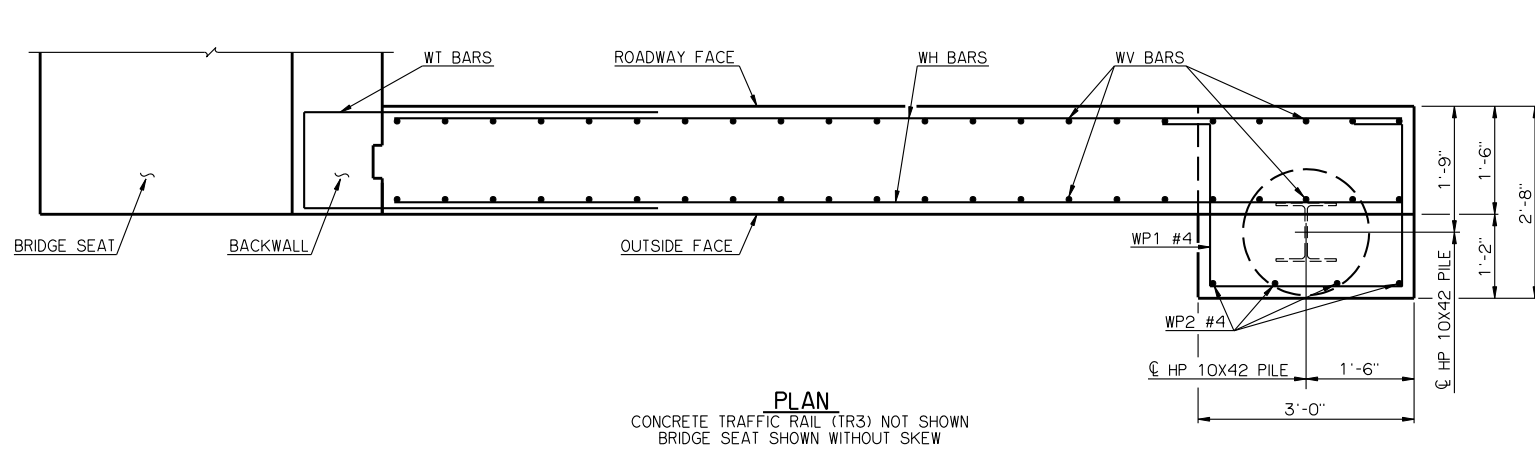 WT BARS
ROADWAY FACE
WH BARS
WV BARS
1'-9"
1'-6"
2'-8"
BRIDGE SEAT
BACKWALL
OUTSIDE FACE
WP1 #4
1'-2"
WP2 #4
℄ HP 10X42 PILE
℄ HP 10X42 PILE
1'-6"
3'-0"
PLAN
CONCRETE TRAFFIC RAIL (TR3) NOT SHOWN
BRIDGE SEAT SHOWN WITHOUT SKEW